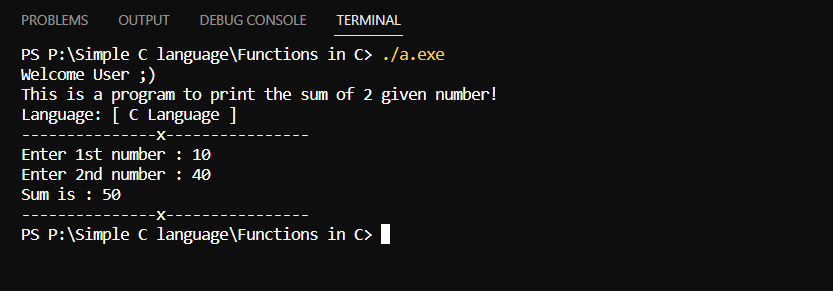 PROBLEMS OUTPUT DEBUG CONSOLE TERMINAL
PS P:\Simple C language\Functions in C> ./a.exe
Welcome User ;)
This is a program to print the sum of 2 given number!
Language: [ C Language ]
---------------x----------------
Enter 1st number : 10
Enter 2nd number : 40
Sum is : 50
---------------x----------------
PS P:\Simple C language\Functions in C>